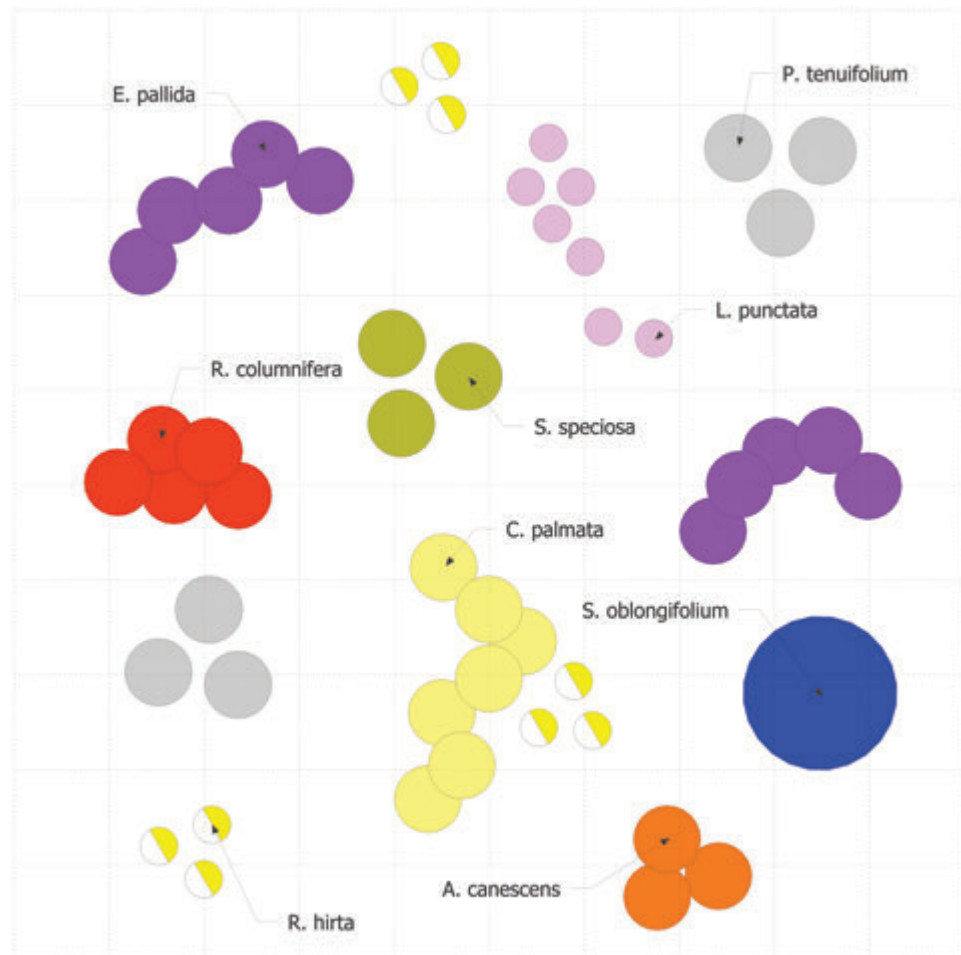 P. tenuifolium
E. pallida
L. punctata
R. columnifera
S. speciosa
C. palmata
S. oblongifolium
A. canescens
R. hirta